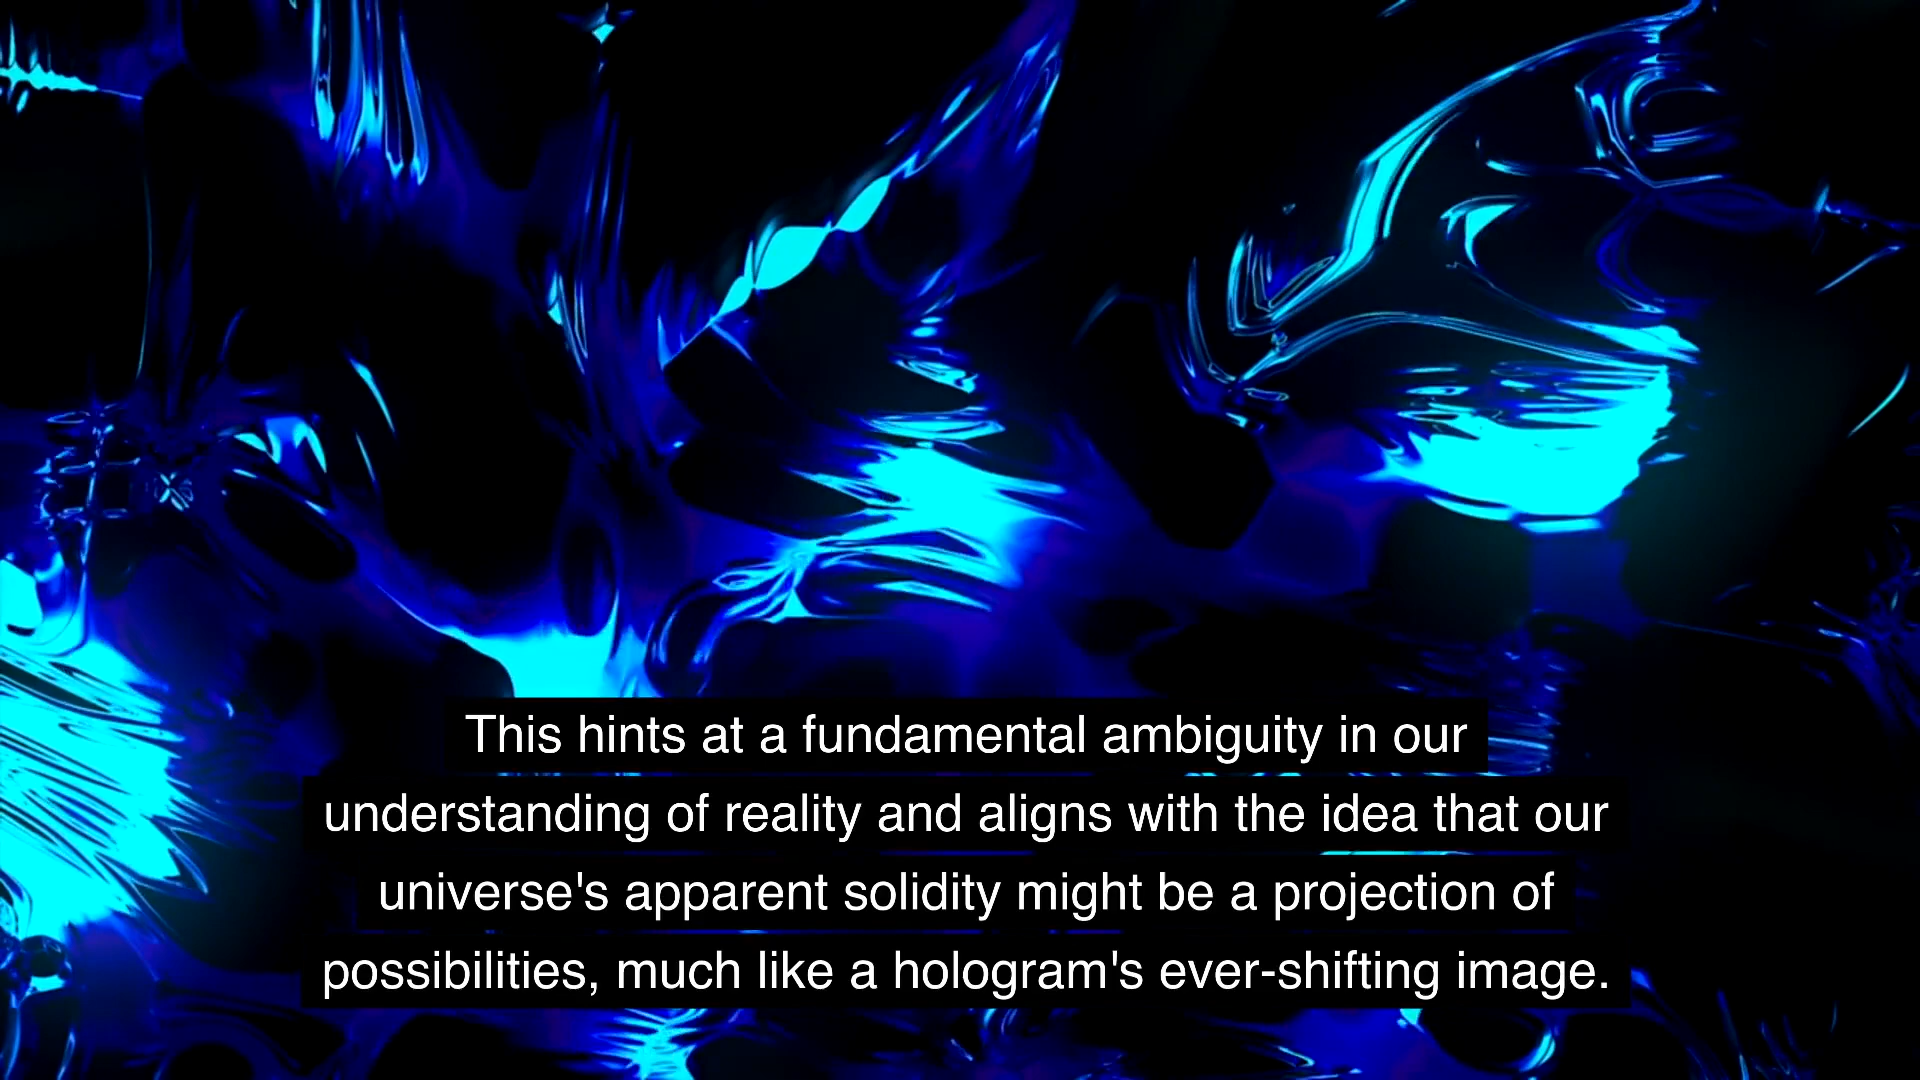 This hints at a fundamental ambiguity in our
understanding of reality and aligns with the idea that our
universe's apparent solidity might be a projection of
possibilities, much like a hologram's ever-shifting image.